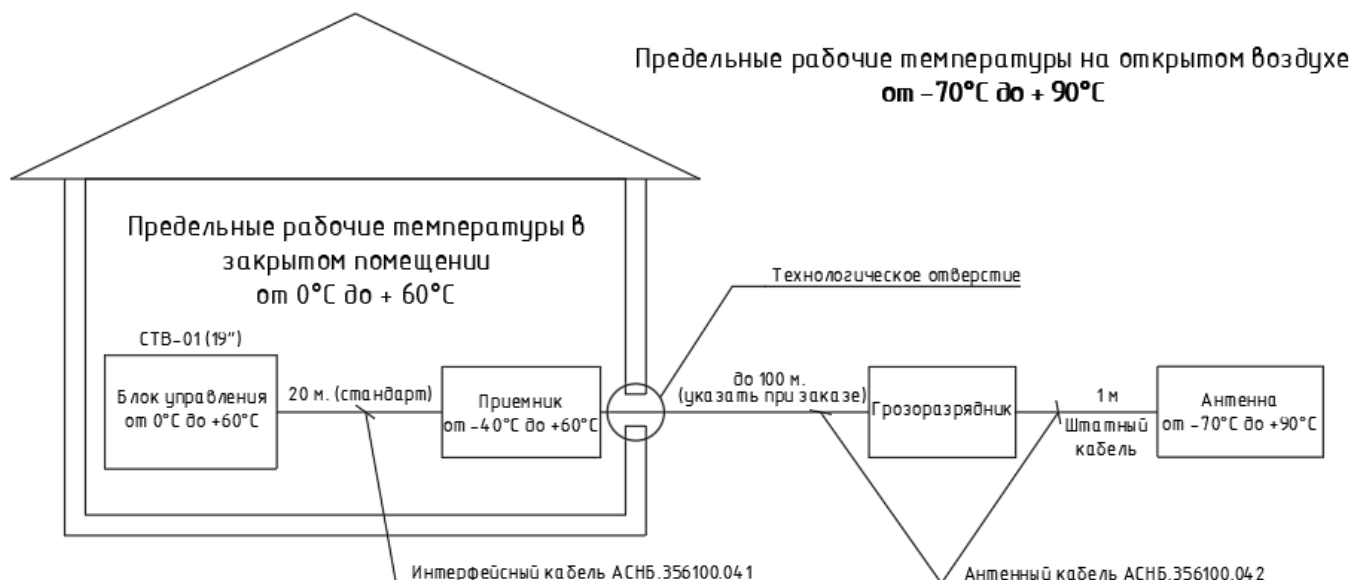 Предельные рабочие температуры на открытом воздухе
от -70°C до + 90°C
Предельные рабочие температуры в
закрытом помещении
от 0°C до + 60°C
Технологическое отверстие
СТВ-01 (19")
Блок управления
от 0°C до +60°C
20 м. (стандарт)
Приемник
от -40°C до +60°C
до 100 м.
(указать при заказе)
Грозоразрядник
1 м
Штатный
кабель
Антенна
от -70°C до +90°C
Интерфейсный кабель АСНБ.356100.041
Антенный кабель АСНБ.356100.042